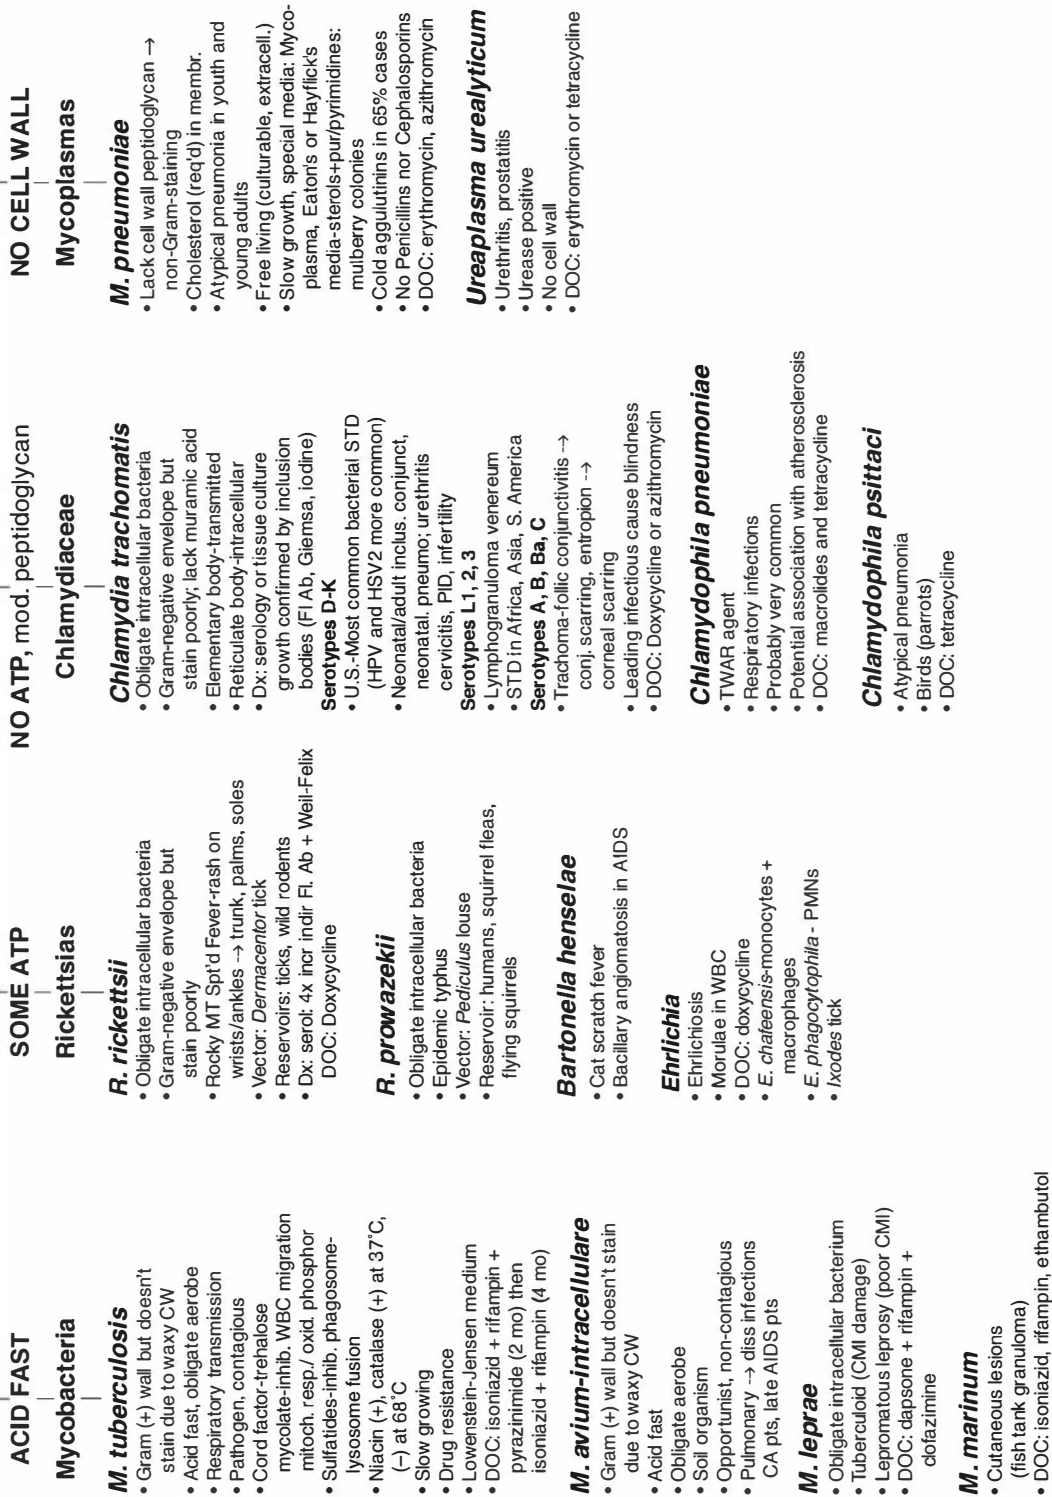 ACID FAST
Mycobacteria
M. tuberculosis
• Gram (+) wall but doesn't
stain due to waxy CW
• Acid fast, obligate aerobe
• Respiratory transmission
• Pathogen, contagious
• Cord factor-trehalose
mycolate-inhib. WBC migration
mitoch. resp./ oxid. phosphor
• Sulfatides-inhib. phagosome-
lysosome fusion
• Niacin (+), catalase (+) at 37˚C,
(–) at 68˚C
• Slow growing
• Drug resistance
• Lowenstein-Jensen medium
• DOC: isoniazid + rifampin +
pyrazinimide (2 mo) then
isoniazid + rifampin (4 mo)
M. avium-intracellulare
• Gram (+) wall but doesn't stain
due to waxy CW
• Acid fast
• Obligate aerobe
• Soil organism
• Opportunist, non-contagious
• Pulmonary → diss infections
CA pts, late AIDS pts
M. leprae
• Obligate intracellular bacterium
• Tuberculoid (CMI damage)
• Lepromatous leprosy (poor CMI)
• DOC: dapsone + rifampin +
clofazimine
M. marinum
• Cutaneous lesions
(fish tank granuloma)
• DOC: isoniazid, rifampin, ethambutol
SOME ATP
Rickettsias
R. rickettsii
• Obligate intracellular bacteria
• Gram-negative envelope but
stain poorly
• Rocky MT Spt'd Fever-rash on
wrists/ankles → trunk, palms, soles
• Vector: Dermacentor tick
• Reservoirs: ticks, wild rodents
• Dx: serol: 4x incr indir Fl. Ab + Weil-Felix
DOC: Doxycycline
R. prowazekii
• Obligate intracellular bacteria
• Epidemic typhus
• Vector: Pediculus louse
• Reservoir: humans, squirrel fleas,
flying squirrels
Bartonella henselae
• Cat scratch fever
• Bacillary angiomatosis in AIDS
Ehrlichia
• Ehrlichiosis
• Morulae in WBC
• DOC: doxycycline
• E. chafeensis-monocytes +
macrophages
• E. phagocytophila - PMNs
• Ixodes tick
NO ATP, mod. peptidoglycan
Chlamydiaceae
Chlamydia trachomatis
• Obligate intracellular bacteria
• Gram-negative envelope but
stain poorly; lack muramic acid
• Elementary body-transmitted
• Reticulate body-intracellular
• Dx: serology or tissue culture
growth confirmed by inclusion
bodies (Fl Ab, Giemsa, iodine)
Serotypes D-K
• U.S.-Most common bacterial STD
(HPV and HSV2 more common)
• Neonatal/adult inclus. conjunct,
neonatal pneumo; urethritis
cervicitis, PID, infertility
Serotypes L1, 2, 3
• Lymphogranuloma venereum
• STD in Africa, Asia, S. America
Serotypes A, B, Ba, C
• Trachoma-follic conjunctivitis →
conj. scarring, entropion →
corneal scarring
• Leading infectious cause blindness
• DOC: Doxycycline or azithromycin
Chlamydophila pneumoniae
• TWAR agent
• Respiratory infections
• Probably very common
• Potential association with atherosclerosis
• DOC: macrolides and tetracycline
Chlamydophila psittaci
• Atypical pneumonia
• Birds (parrots)
• DOC: tetracycline
NO CELL WALL
Mycoplasmas
M. pneumoniae
• Lack cell wall peptidoglycan →
non-Gram-staining
• Cholesterol (req'd) in membr.
• Atypical pneumonia in youth and
young adults
• Free living (culturable, extracell.)
• Slow growth, special media: Myco-
plasma, Eaton's or Hayflick's
media-sterols+pur/pyrimidines:
mulberry colonies
• Cold agglutinins in 65% cases
• No Penicillins nor Cephalosporins
• DOC: erythromycin, azithromycin
Ureaplasma urealyticum
• Urethritis, prostatitis
• Urease positive
• No cell wall
• DOC: erythromycin or tetracycline